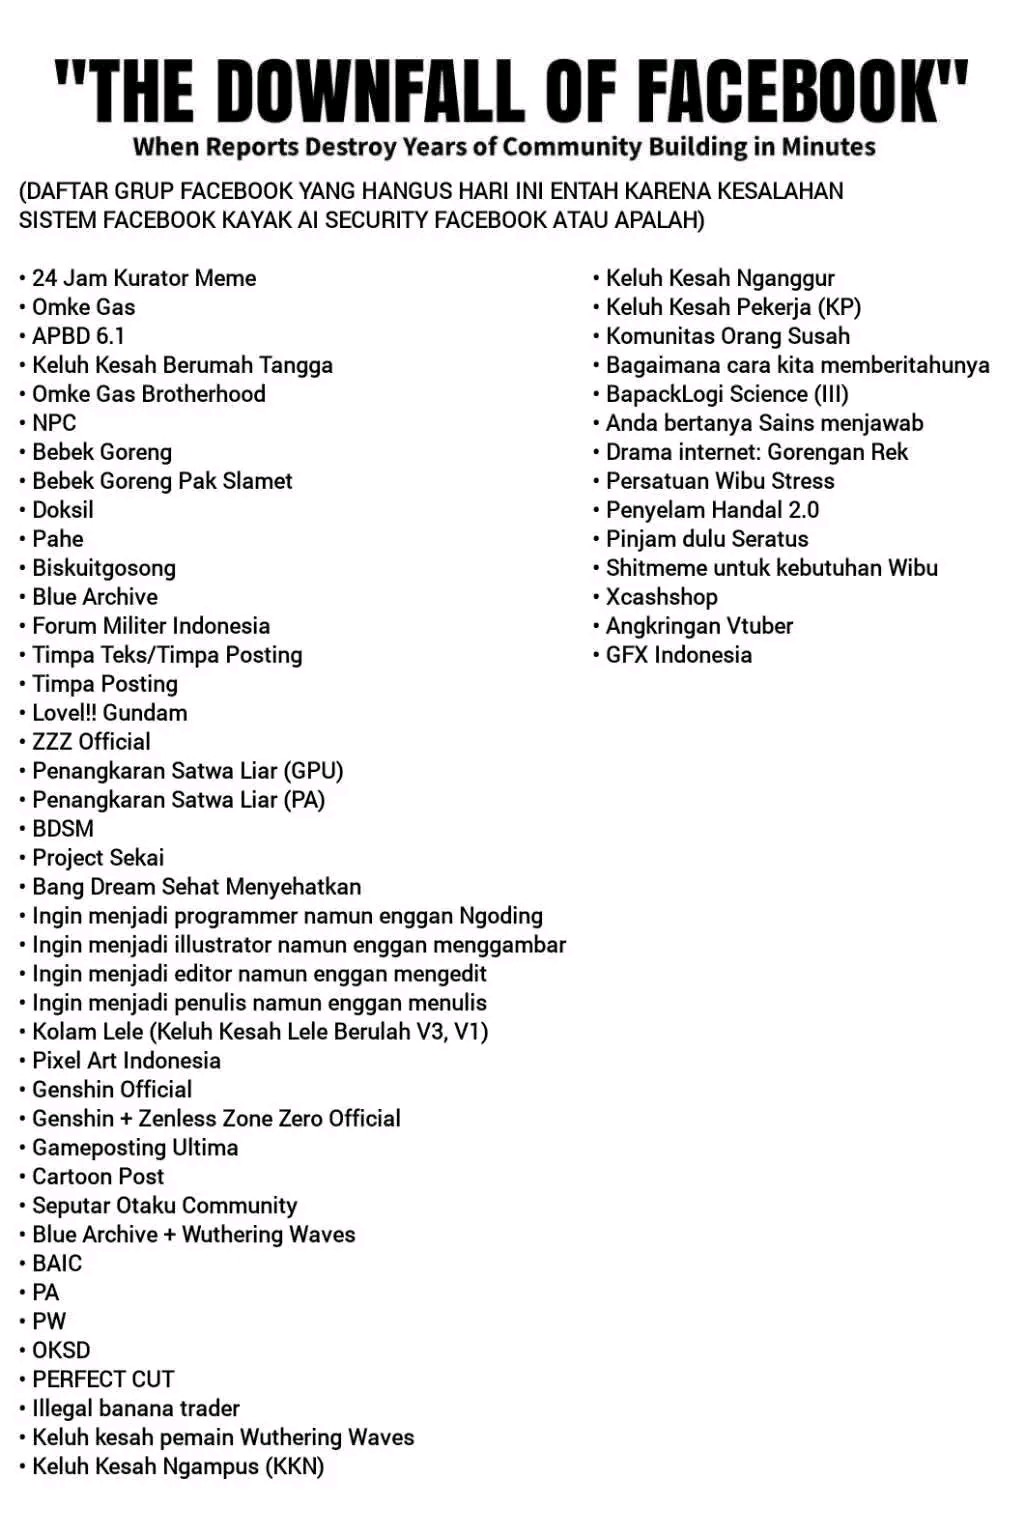 "THE DOWNFALL OF FACEBOOK"
When Reports Destroy Years of Community Building in Minutes
(DAFTAR GRUP FACEBOOK YANG HANGUS HARI INI ENTAH KARENA KESALAHAN
SISTEM FACEBOOK KAYAK AI SECURITY FACEBOOK ATAU APALAH)
• 24 Jam Kurator Meme
• Omke Gas
• APBD 6.1
• Keluh Kesah Berumah Tangga
• Omke Gas Brotherhood
• NPC
• Bebek Goreng
• Bebek Goreng Pak Slamet
• Doksil
• Pahe
• Biskuitgosong
• Blue Archive
• Forum Militer Indonesia
• Timpa Teks/Timpa Posting
• Timpa Posting
• Lovel!! Gundam
• ZZZ Official
• Penangkaran Satwa Liar (GPU)
• Penangkaran Satwa Liar (PA)
• BDSM
• Project Sekai
• Bang Dream Sehat Menyehatkan
• Ingin menjadi programmer namun enggan Ngoding
• Ingin menjadi illustrator namun enggan menggambar
• Ingin menjadi editor namun enggan mengedit
• Ingin menjadi penulis namun enggan menulis
• Kolam Lele (Keluh Kesah Lele Berulah V3, V1)
• Pixel Art Indonesia
• Genshin Official
• Genshin + Zenless Zone Zero Official
• Gameposting Ultima
• Cartoon Post
• Seputar Otaku Community
• Blue Archive + Wuthering Waves
• BAIC
• PA
• PW
• OKSD
• PERFECT CUT
• Illegal banana trader
• Keluh kesah pemain Wuthering Waves
• Keluh Kesah Ngampus (KKN)
• Keluh Kesah Nganggur
• Keluh Kesah Pekerja (KP)
• Komunitas Orang Susah
• Bagaimana cara kita memberitahunya
• BapackLogi Science (III)
• Anda bertanya Sains menjawab
• Drama internet: Gorengan Rek
• Persatuan Wibu Stress
• Penyelam Handal 2.0
• Pinjam dulu Seratus
• Shitmeme untuk kebutuhan Wibu
• Xcashshop
• Angkringan Vtuber
• GFX Indonesia